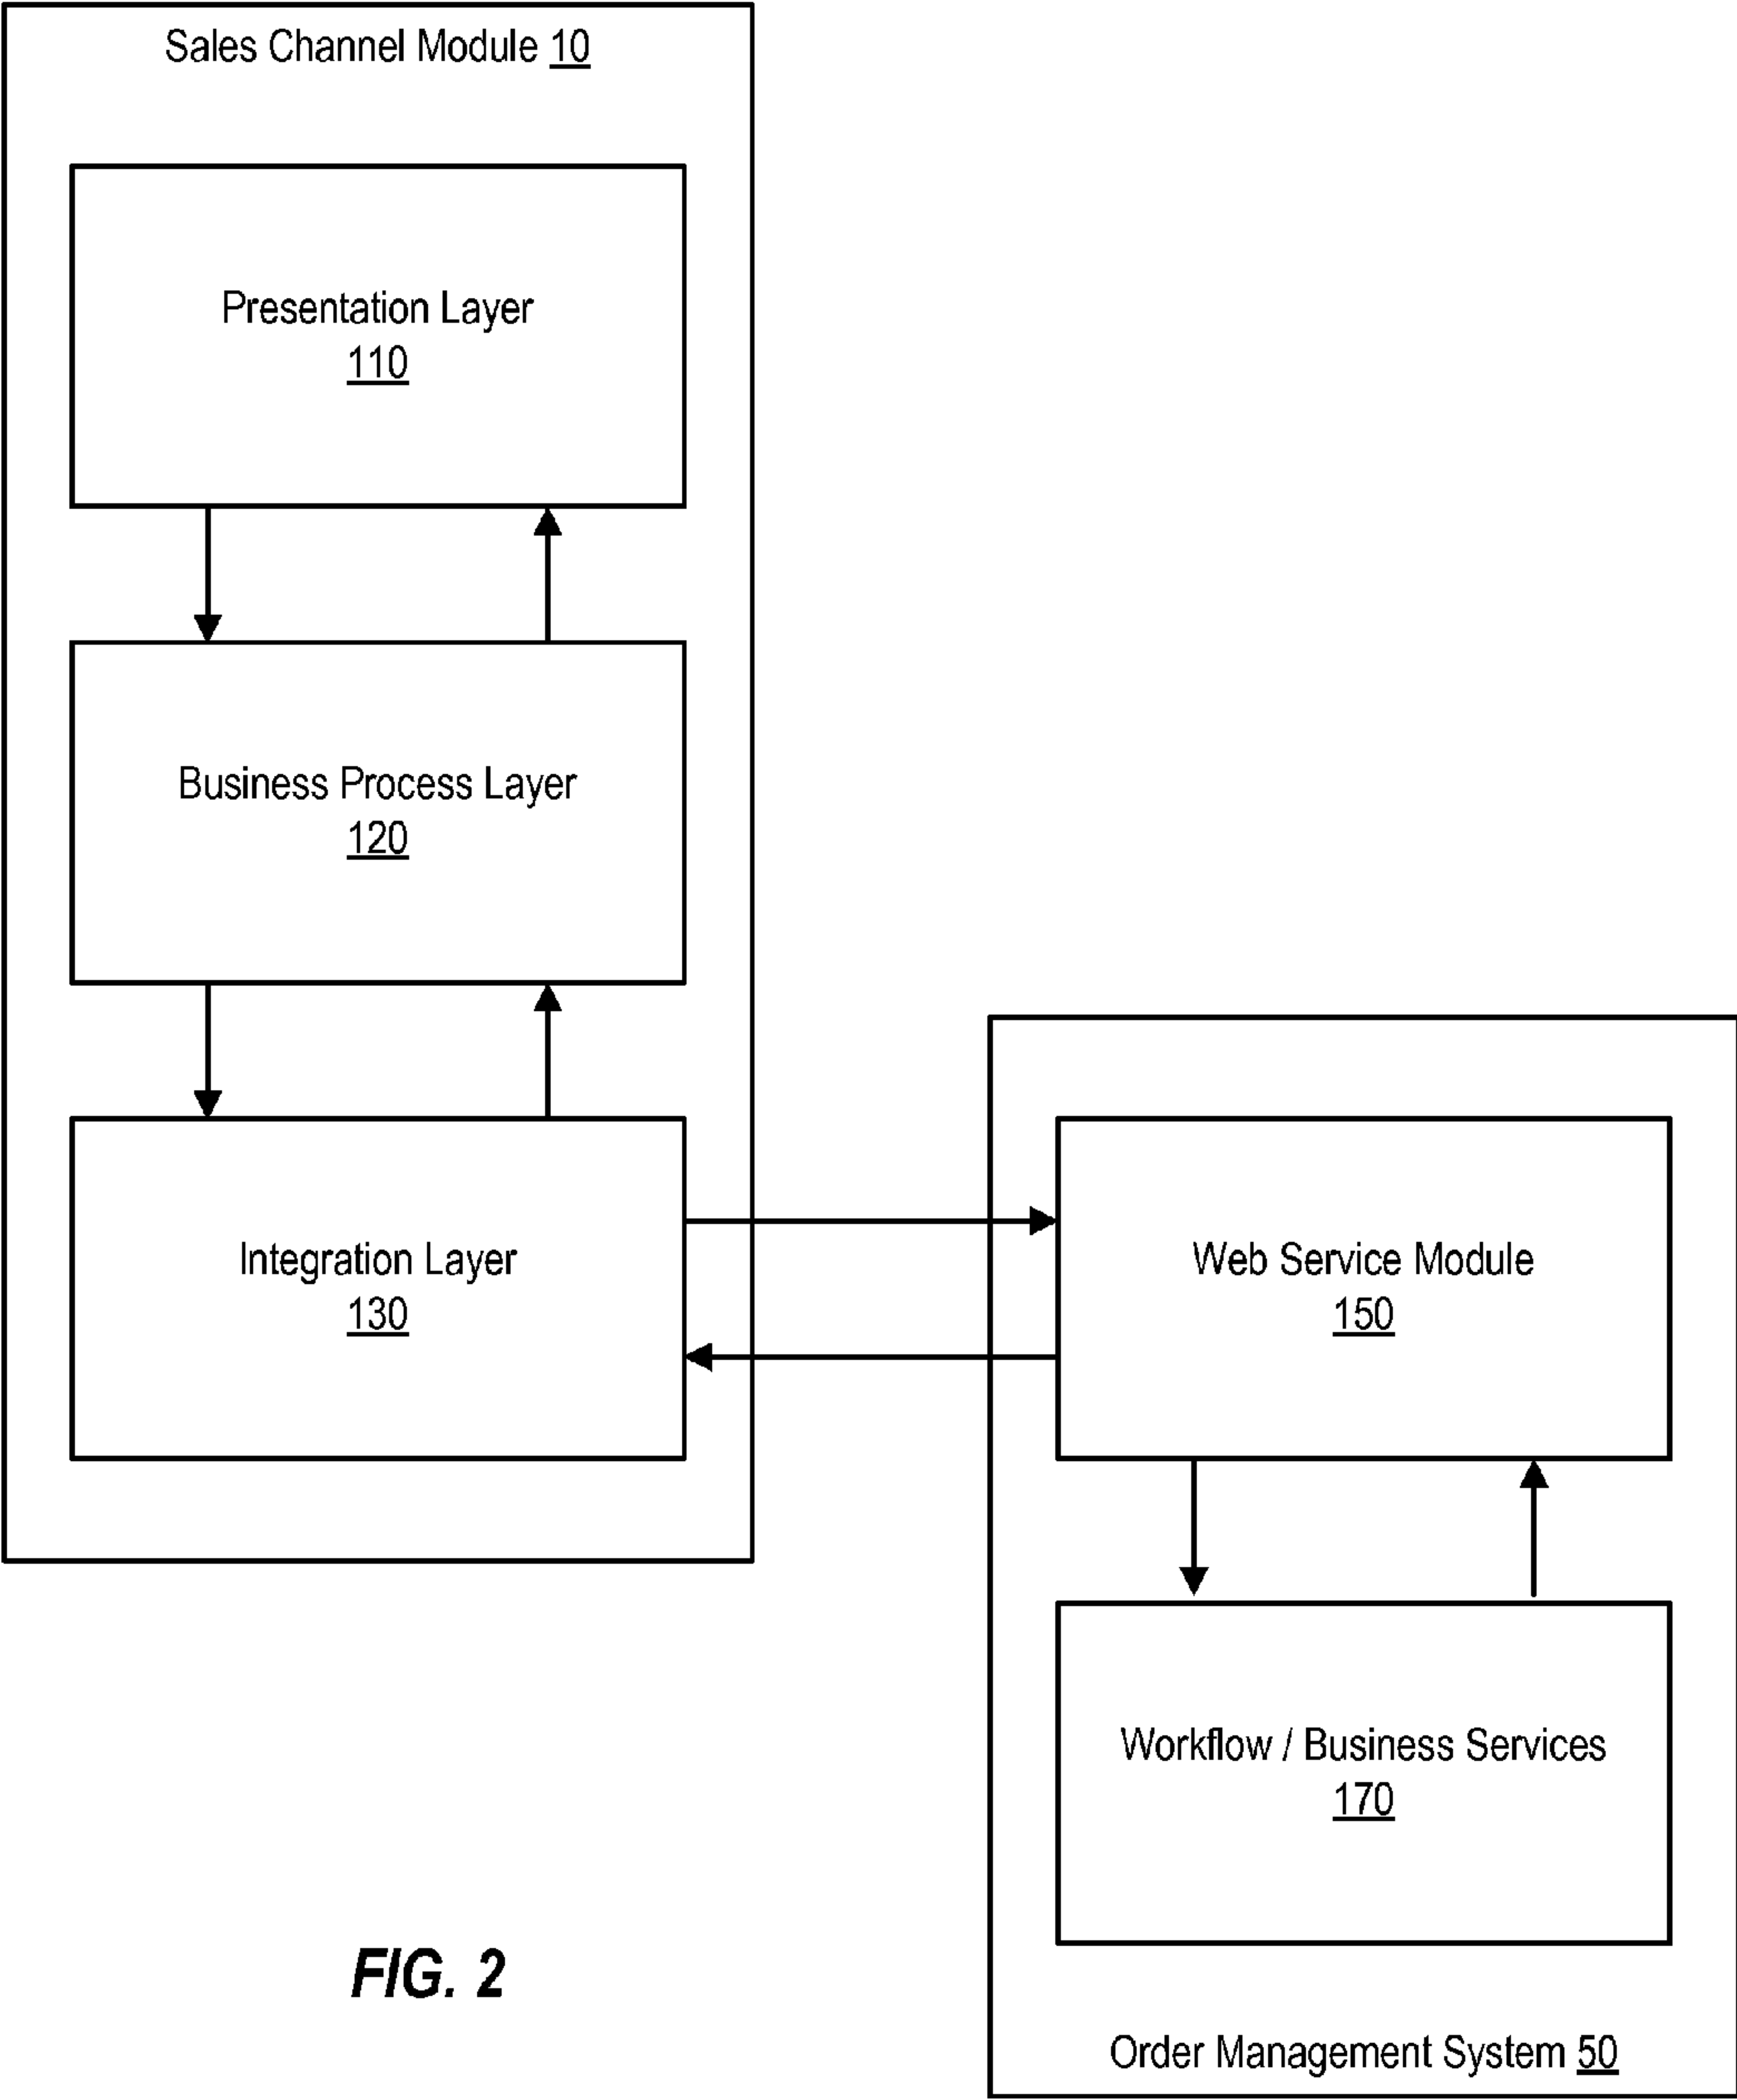 Sales Channel Module 10
Presentation Layer
110
Business Process Layer
120
Integration Layer
130
Web Service Module
150
Workflow / Business Services
170
Order Management System 50
FIG. 2